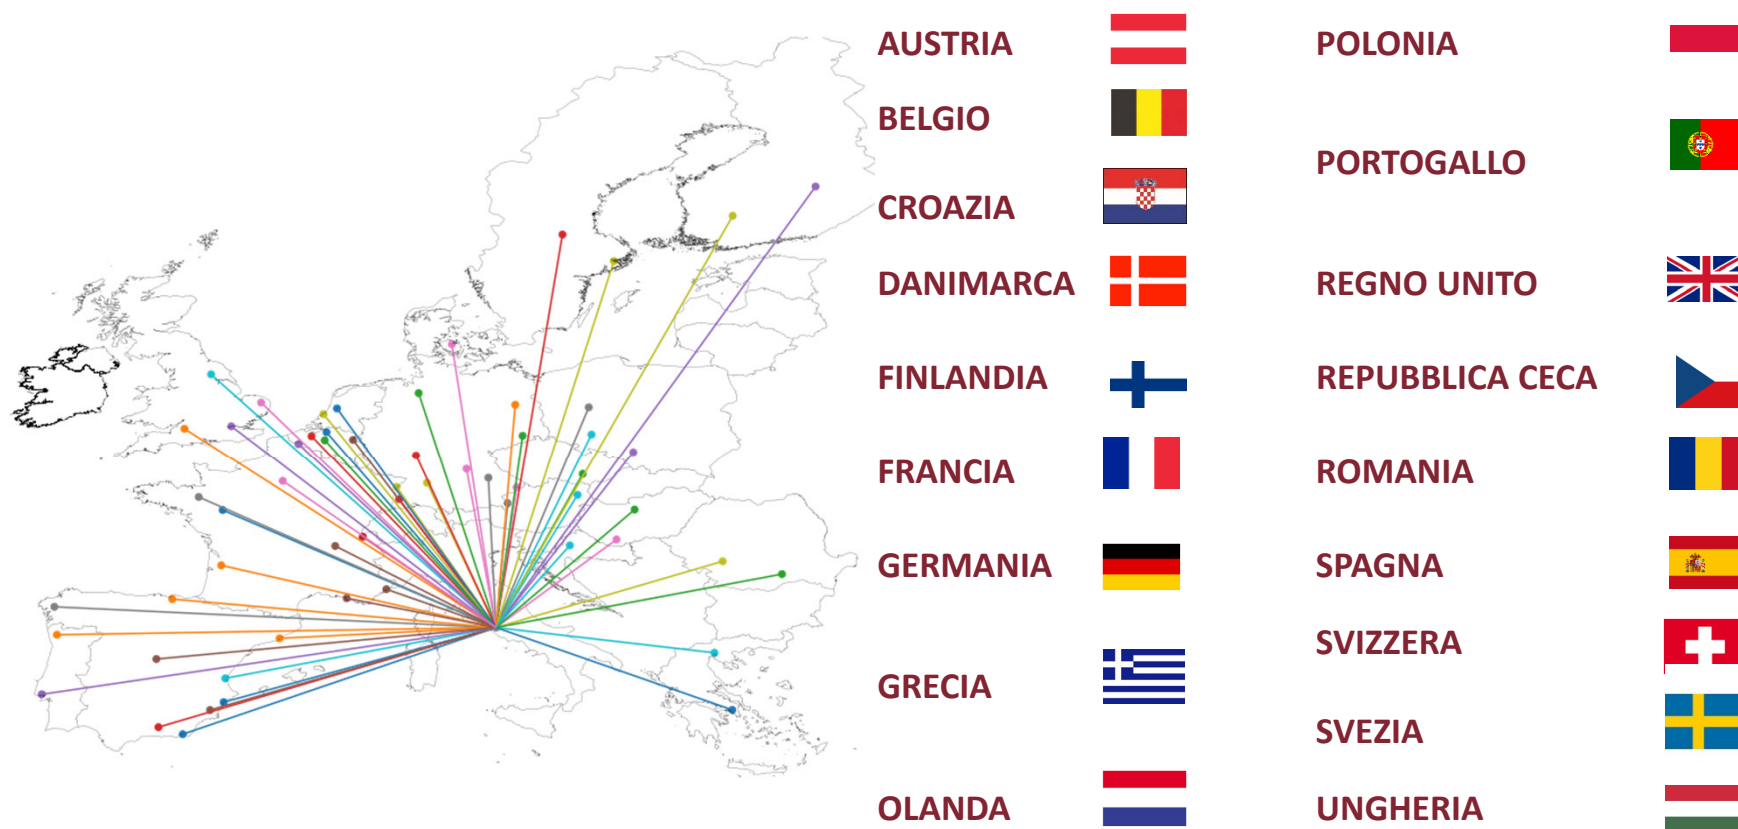 AUSTRIA
BELGIO
CROAZIA
DANIMARCA
FINLANDIA
FRANCIA
GERMANIA
GRECIA
OLANDA
POLONIA
PORTOGALLO
REGNO UNITO
REPUBBLICA CECA
ROMANIA
SPAGNA
SVIZZERA
SVEZIA
UNGHERIA